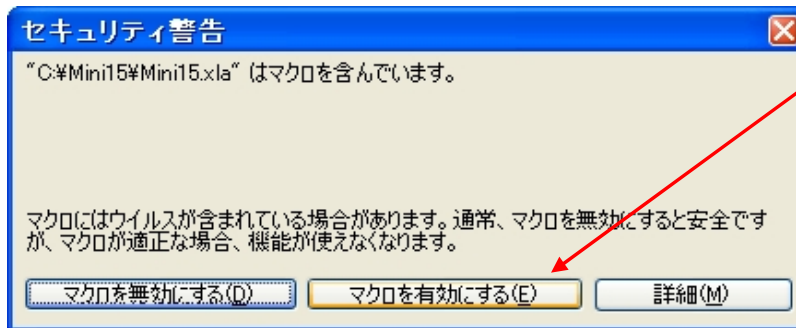 セキュリティ警告
"C:¥Mini15¥Mini15.xla" はマクロを含んでいます。
マクロにはウイルスが含まれている場合があります。通常、マクロを無効にすると安全です
が、マクロが適正な場合、機能が使えなくなります。
マクロを無効にする(D) マクロを有効にする(E) 詳細(M)